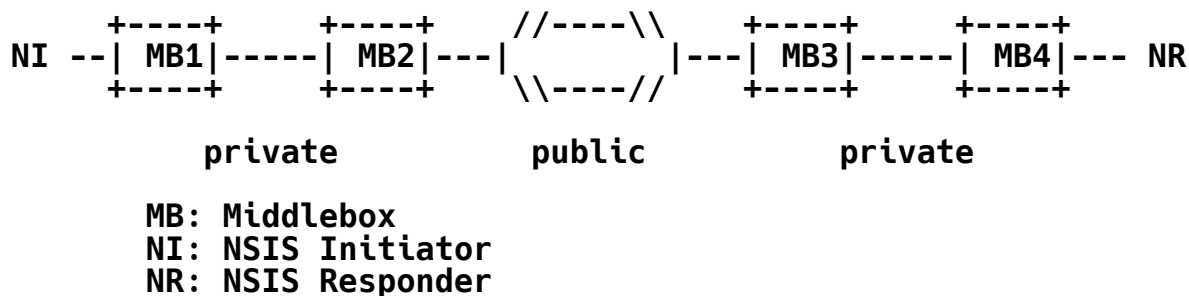 +----+     +----+    //----\\    +----+     +----+
NI --| MB1|-----| MB2|---|        |---| MB3|-----| MB4|--- NR
     +----+     +----+    \\----//    +----+     +----+

          private          public          private

       MB: Middlebox
       NI: NSIS Initiator
       NR: NSIS Responder